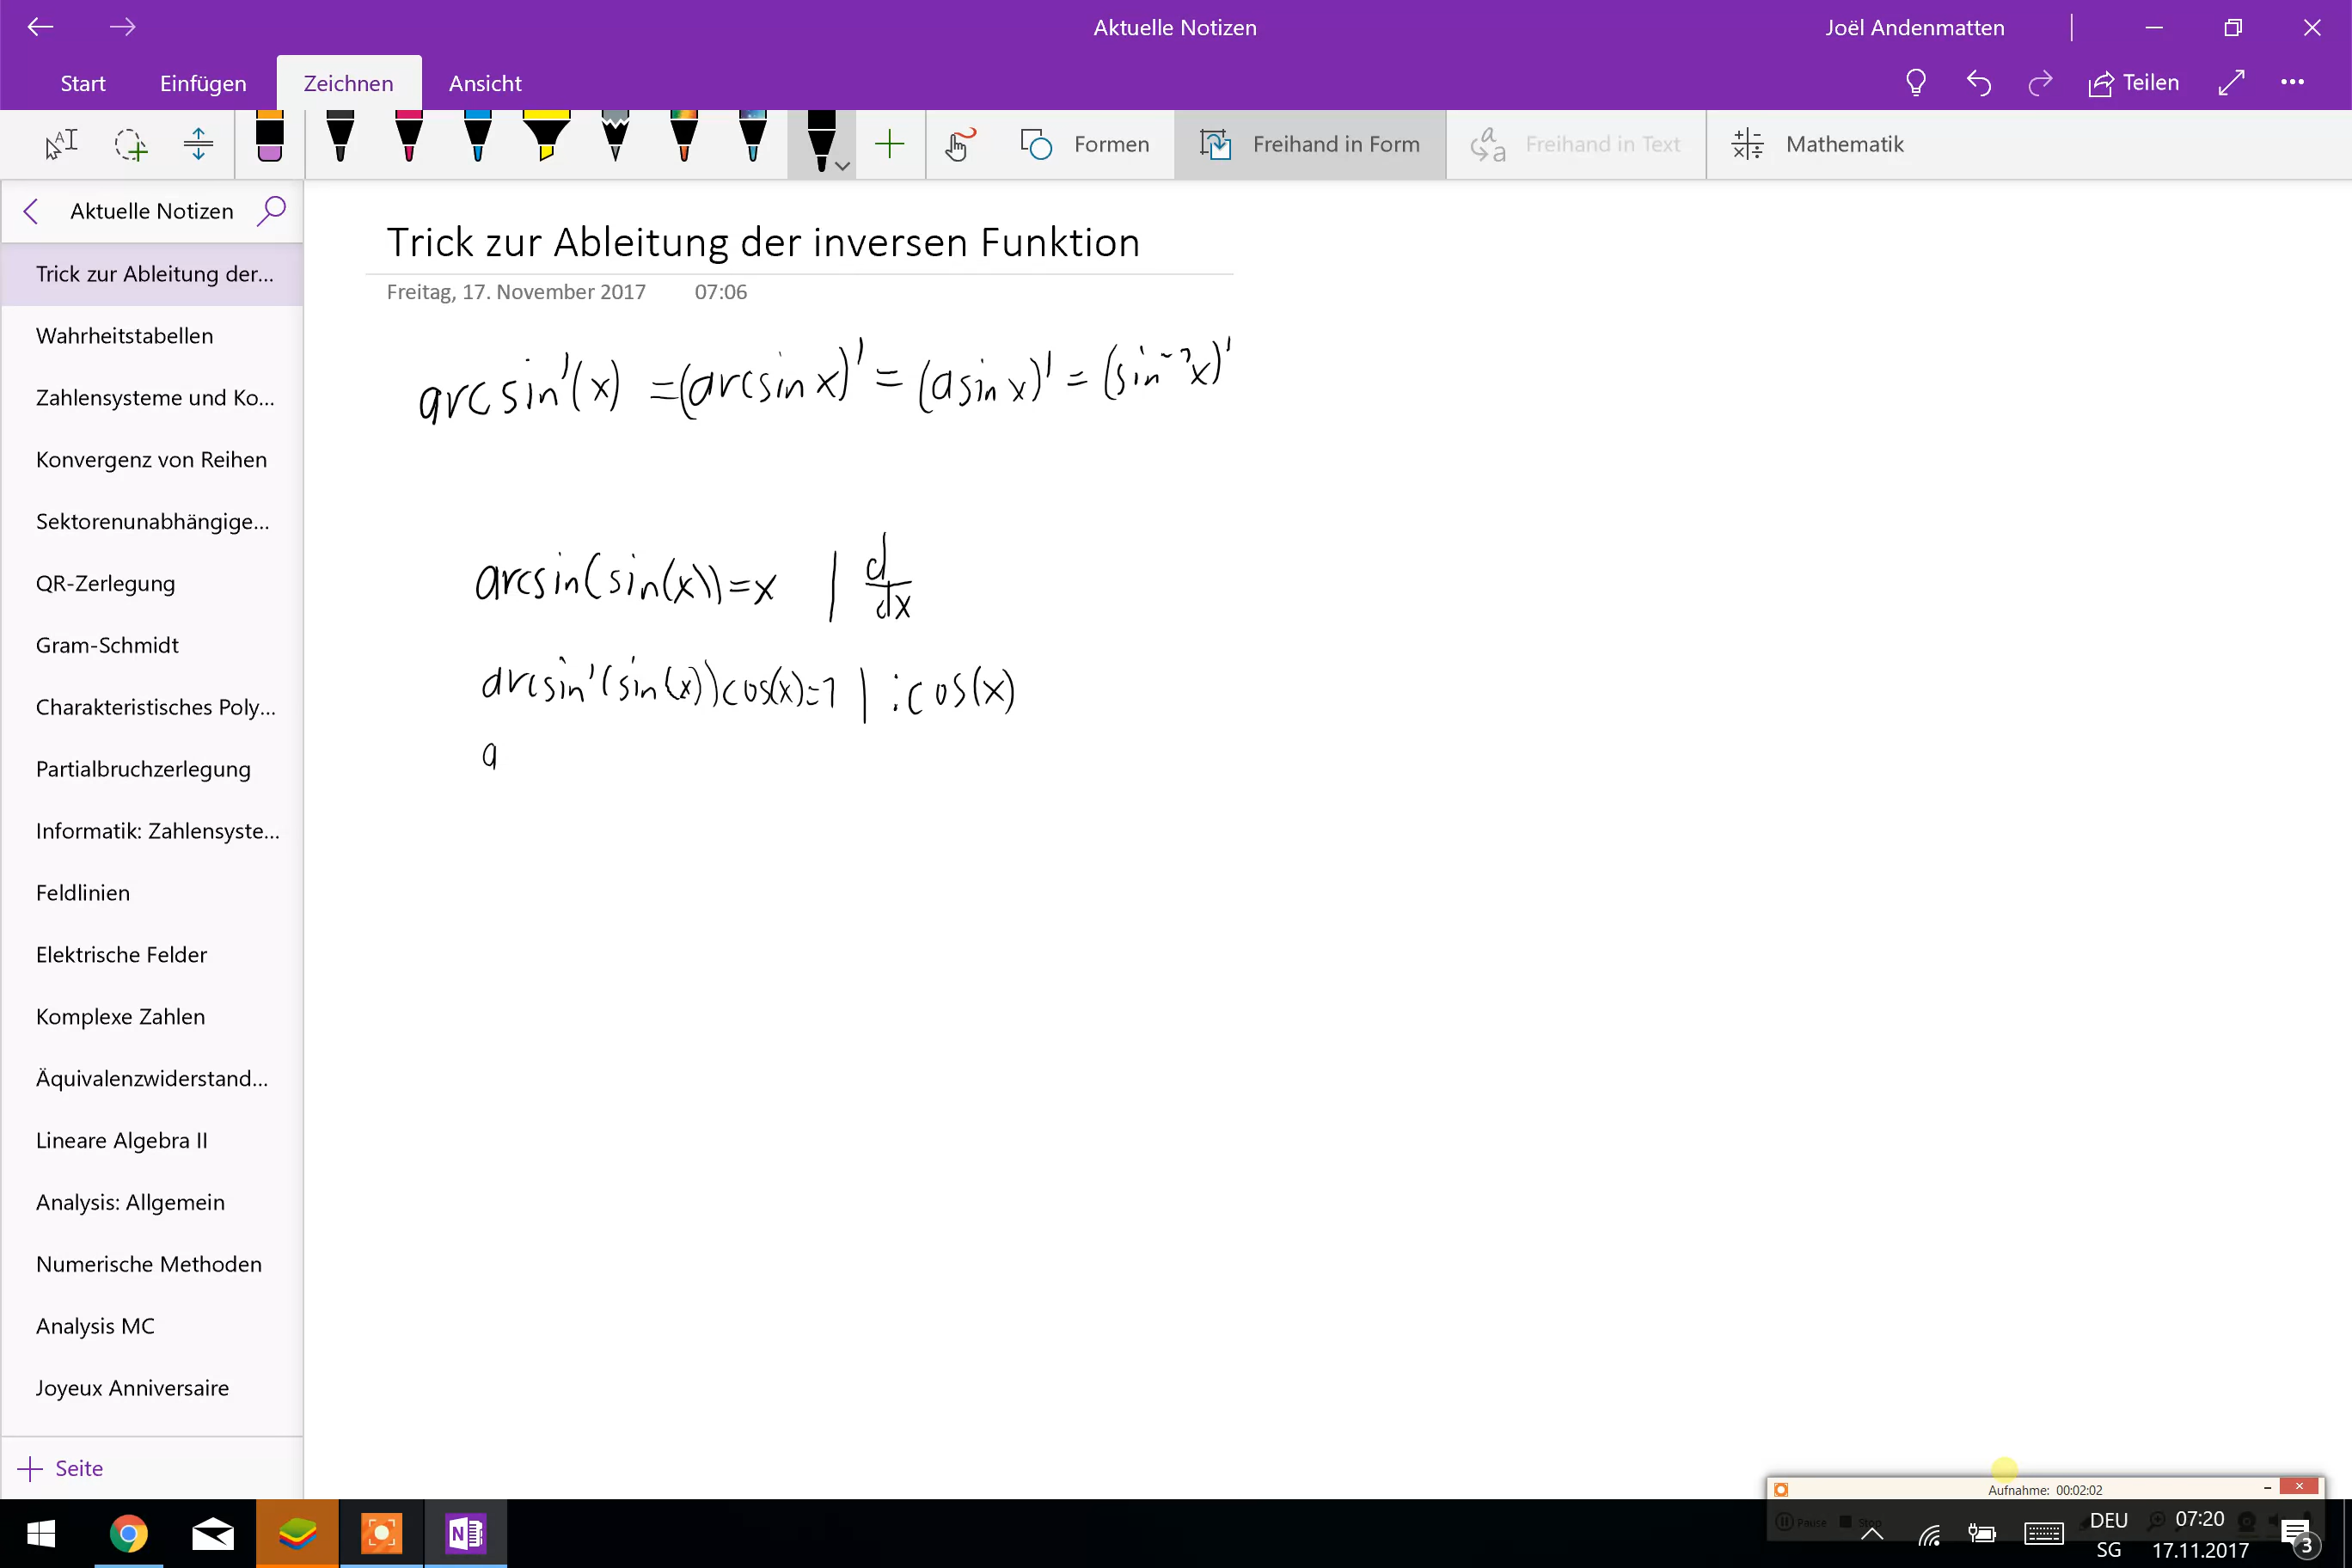 Aktuelle Notizen
Joël Andenmatten
Start Einfügen Zeichnen Ansicht
Teilen
Formen Freihand in Form Freihand in Text Mathematik
Aktuelle Notizen
Trick zur Ableitung der...
Wahrheitstabellen
Zahlensysteme und Ko...
Konvergenz von Reihen
Sektorenunabhängige...
QR-Zerlegung
Gram-Schmidt
Charakteristisches Poly...
Partialbruchzerlegung
Informatik: Zahlensyste...
Feldlinien
Elektrische Felder
Komplexe Zahlen
Äquivalenzwiderstand...
Lineare Algebra II
Analysis: Allgemein
Numerische Methoden
Analysis MC
Joyeux Anniversaire
Seite
Trick zur Ableitung der inversen Funktion
Freitag, 17. November 2017 07:06
arcsin'(x) = (arcsin x)' = (asin x)' = (sin⁻¹x)'
arcsin(sin(x)) = x | d/dx
arcsin'(sin(x)) cos(x) = 1 | : cos(x)
a
Aufnahme: 00:02:02
Pause Stop
DEU 07:20
SG 17.11.2017
3